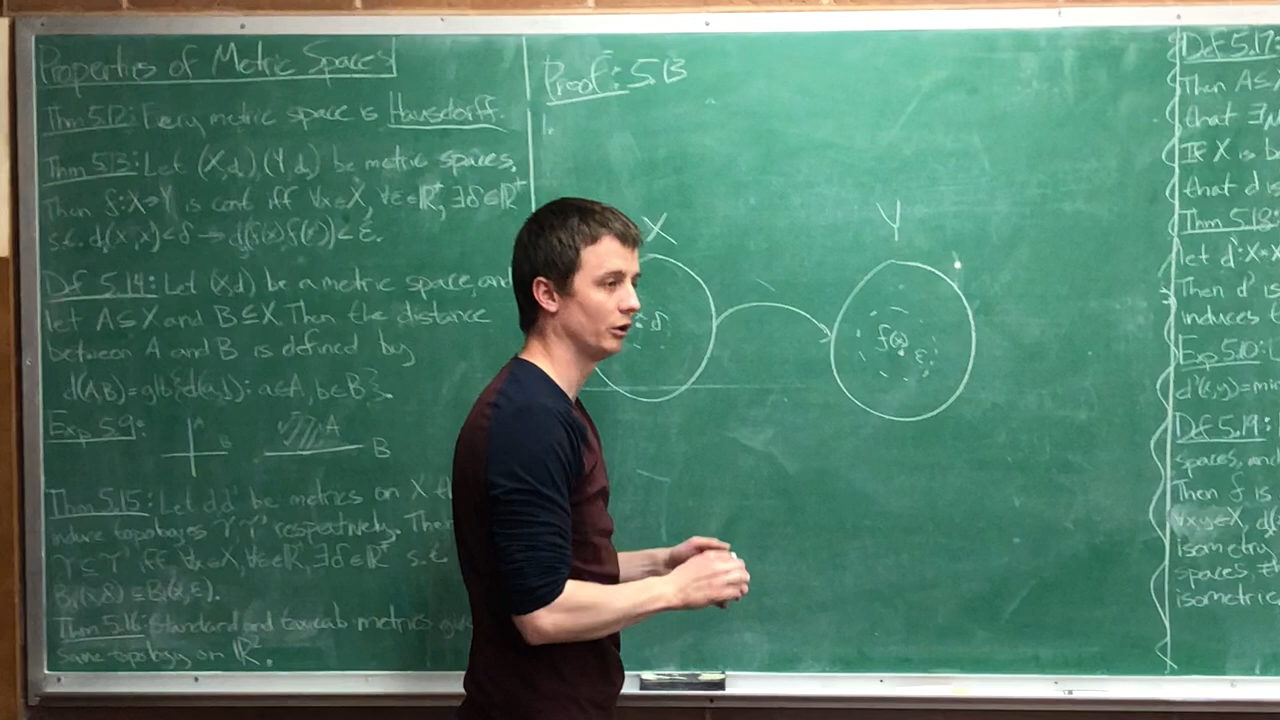 Properties of Metric Spaces
Thm 5.12: Every metric space is Hausdorff.
Thm 5.13: Let (X,d), (Y,d) be metric spaces.
Then f:X→Y is cont iff ∀x∈X, ∀ε∈ℝ⁺, ∃δ∈ℝ⁺
s.t. d(x,x)<δ → d(f(x),f(x))<ε.
Def 5.14: Let (X,d) be a metric space, and
let A⊆X and B⊆X. Then the distance
between A and B is defined by
d(A,B)=glb{d(a,b): a∈A, b∈B}.
Exp 5.9: A B A B
Thm 5.15: Let d,d' be metrics on X
induce topologies τ,τ' respectively. Then
τ⊆τ' iff ∀x∈X, ∀ε∈ℝ⁺, ∃δ∈ℝ⁺ s.t.
B(x,δ)⊆B(x,ε).
Thm 5.16: Standard and taxicab metrics
same topology on ℝ².
Proof: 5.13
1.
X
δ
Y
f(x)
ε
Def 5.17:
Then A⊆
that ∃
If X is
that d is
Thm 5.18
let d':X×X
Then d' is
induces
Exp 5.10:
d'(x,y)=min
Def 5.19:
spaces, and
Then f is
∀x,y∈X, d(
isometry
spaces,
isometric